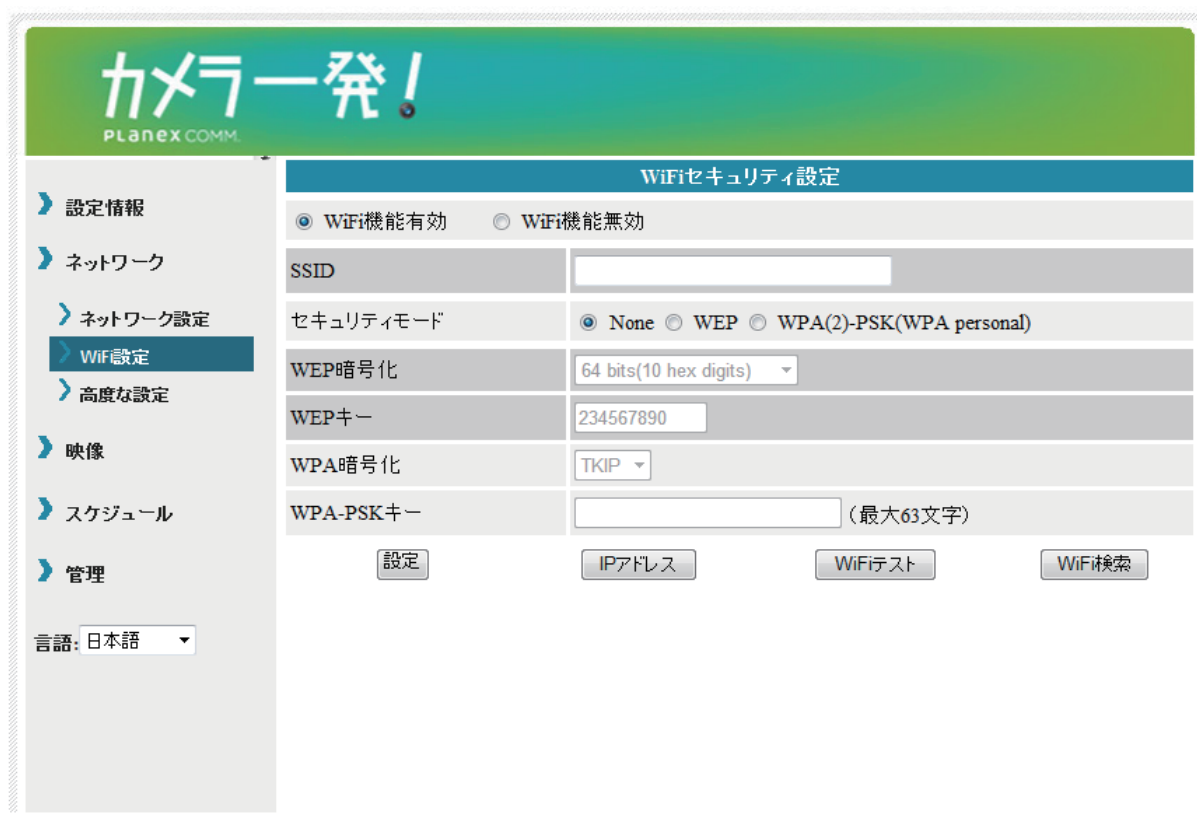 カメラ一発!
PLANEX COMM.
WiFiセキュリティ設定
設定情報
ネットワーク
ネットワーク設定
WiFi設定
高度な設定
映像
スケジュール
管理
言語: 日本語
WiFi機能有効 WiFi機能無効
SSID
セキュリティモード None WEP WPA(2)-PSK(WPA personal)
WEP暗号化 64 bits(10 hex digits)
WEPキー 234567890
WPA暗号化 TKIP
WPA-PSKキー (最大63文字)
設定 IPアドレス WiFiテスト WiFi検索